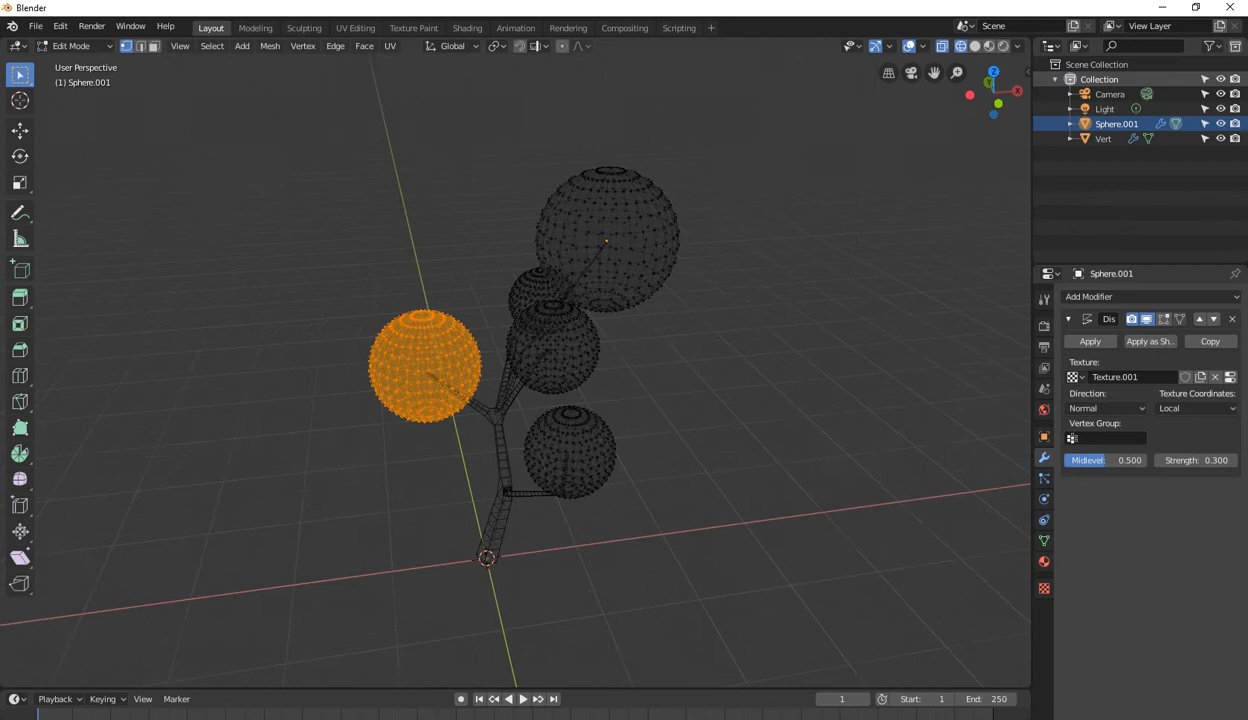 Blender
File Edit Render Window Help Layout Modeling Sculpting UV Editing Texture Paint Shading Animation Rendering Compositing Scripting + Scene View Layer
Edit Mode View Select Add Mesh Vertex Edge Face UV Global
User Perspective
(1) Sphere.001
Z
Y
X
Scene Collection
Collection
Camera
Light
Sphere.001
Vert
Sphere.001
Add Modifier
Dis
Apply Apply as Sh.. Copy
Texture:
Texture.001
Direction: Texture Coordinates:
Normal Local
Vertex Group:
Midlevel: 0.500 Strength: 0.300
Playback Keying View Marker 1 Start: 1 End: 250